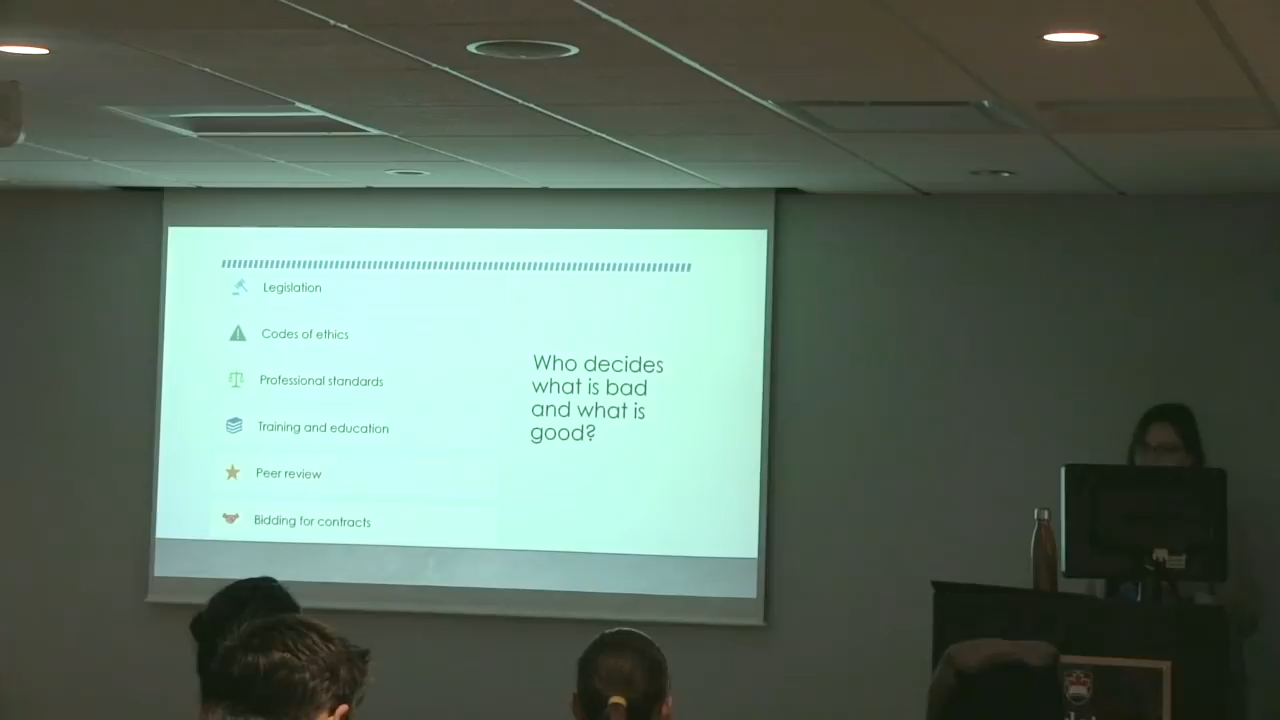 Legislation
Codes of ethics
Professional standards
Training and education
Peer review
Bidding for contracts
Who decides
what is bad
and what is
good?